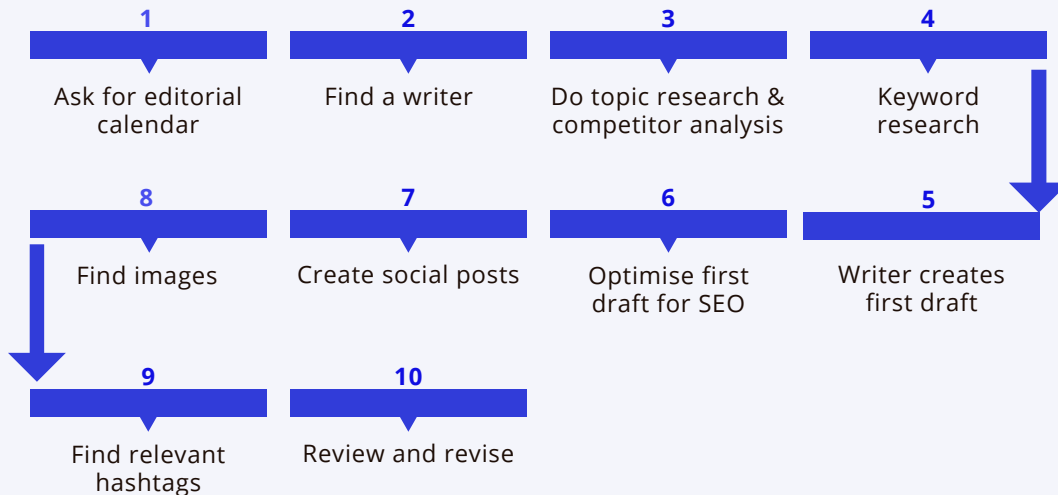 1
Ask for editorial
calendar
2
Find a writer
3
Do topic research &
competitor analysis
4
Keyword
research
5
Writer creates
first draft
6
Optimise first
draft for SEO
7
Create social posts
8
Find images
9
Find relevant
hashtags
10
Review and revise